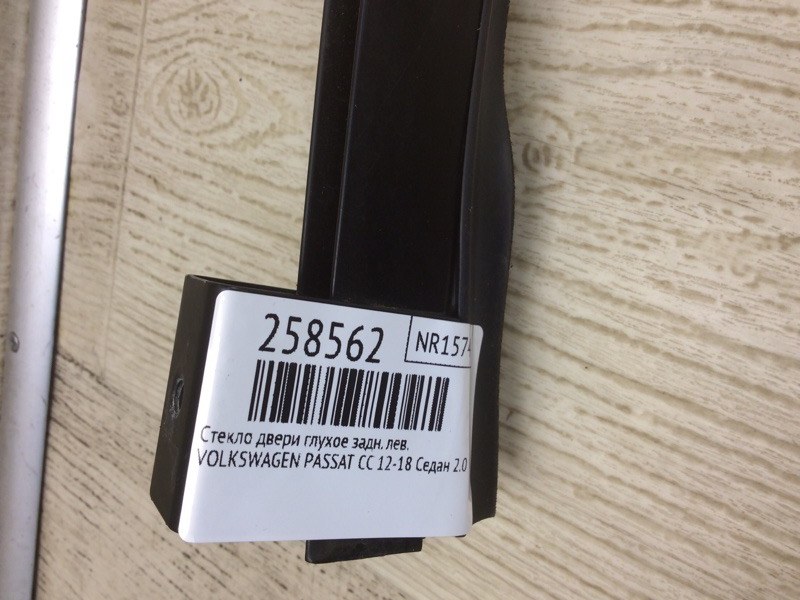 258562
NR157
Стекло двери глухое задн. лев.
VOLKSWAGEN PASSAT CC 12-18 Седан 2.0